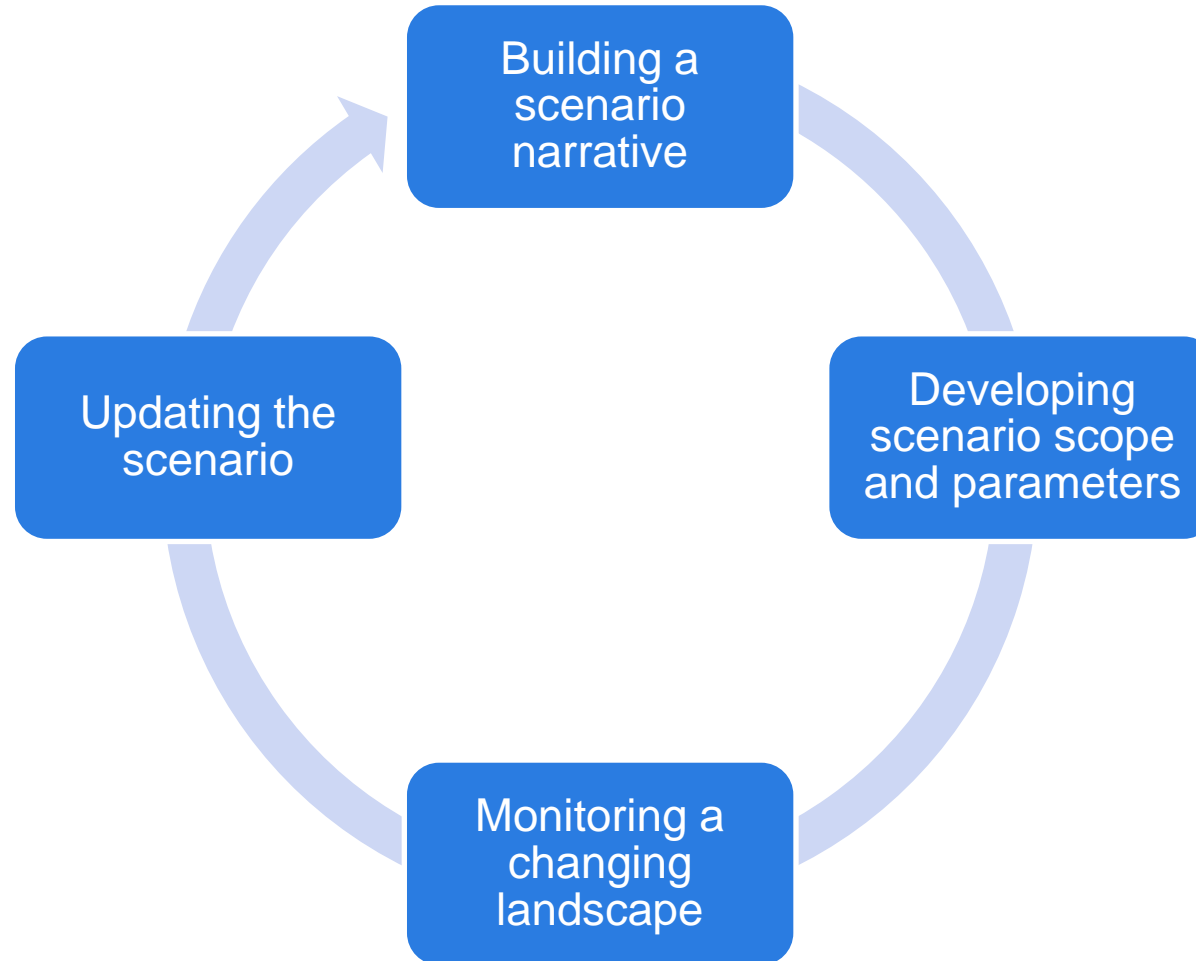 Building a
scenario
narrative
Developing
scenario scope
and parameters
Monitoring a
changing
landscape
Updating the
scenario